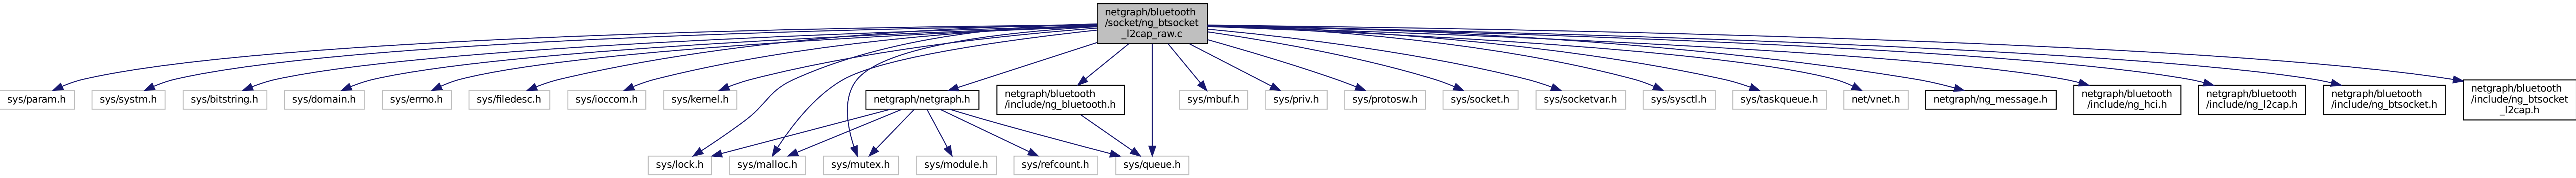 netgraph/bluetooth
/socket/ng_btsocket
_l2cap_raw.c
sys/param.h
sys/systm.h
sys/bitstring.h
sys/domain.h
sys/errno.h
sys/filedesc.h
sys/ioccom.h
sys/kernel.h
netgraph/netgraph.h
netgraph/bluetooth
/include/ng_bluetooth.h
sys/mbuf.h
sys/priv.h
sys/protosw.h
sys/socket.h
sys/socketvar.h
sys/sysctl.h
sys/taskqueue.h
net/vnet.h
netgraph/ng_message.h
netgraph/bluetooth
/include/ng_hci.h
netgraph/bluetooth
/include/ng_l2cap.h
netgraph/bluetooth
/include/ng_btsocket.h
netgraph/bluetooth
/include/ng_btsocket
_l2cap.h
sys/lock.h
sys/malloc.h
sys/mutex.h
sys/module.h
sys/refcount.h
sys/queue.h